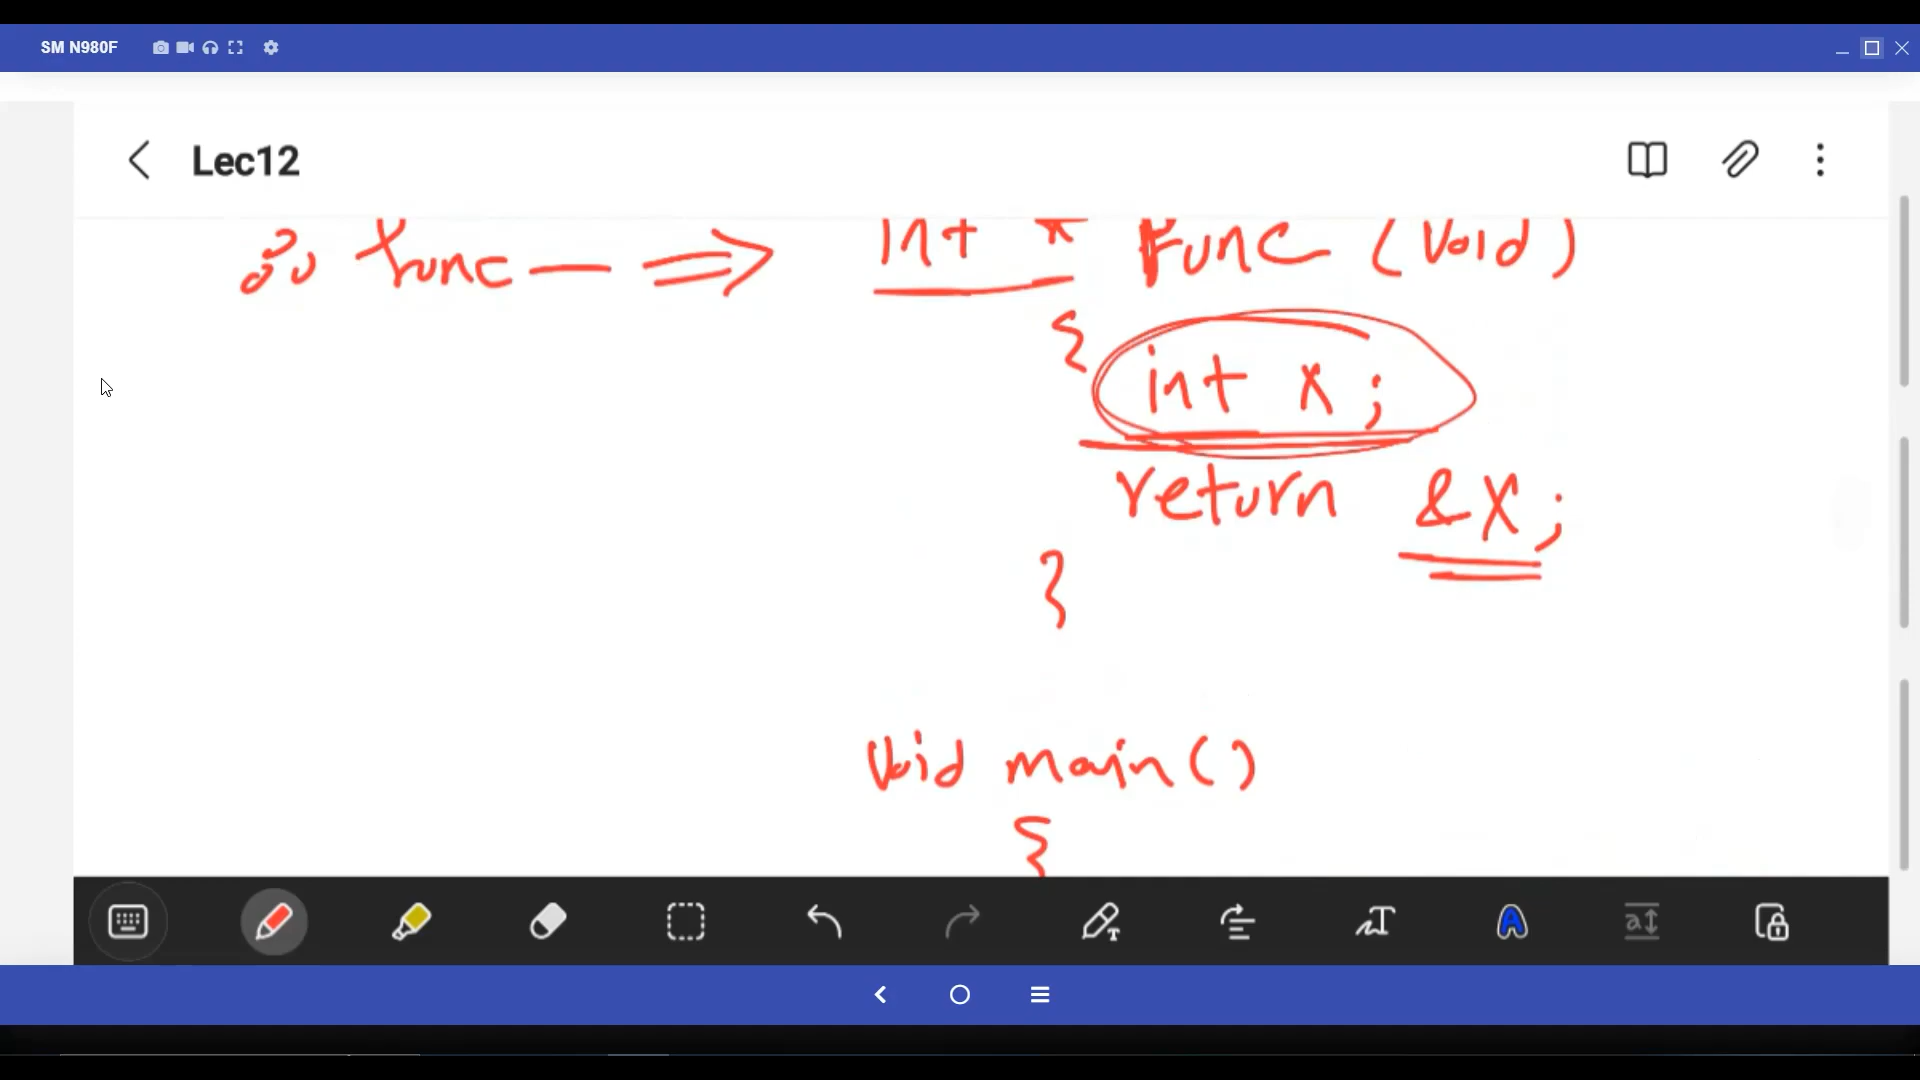 SM N980F
Lec12
func — ⇒ int * Func (Void)
{
int x;
return &X;
}
Void main()
{